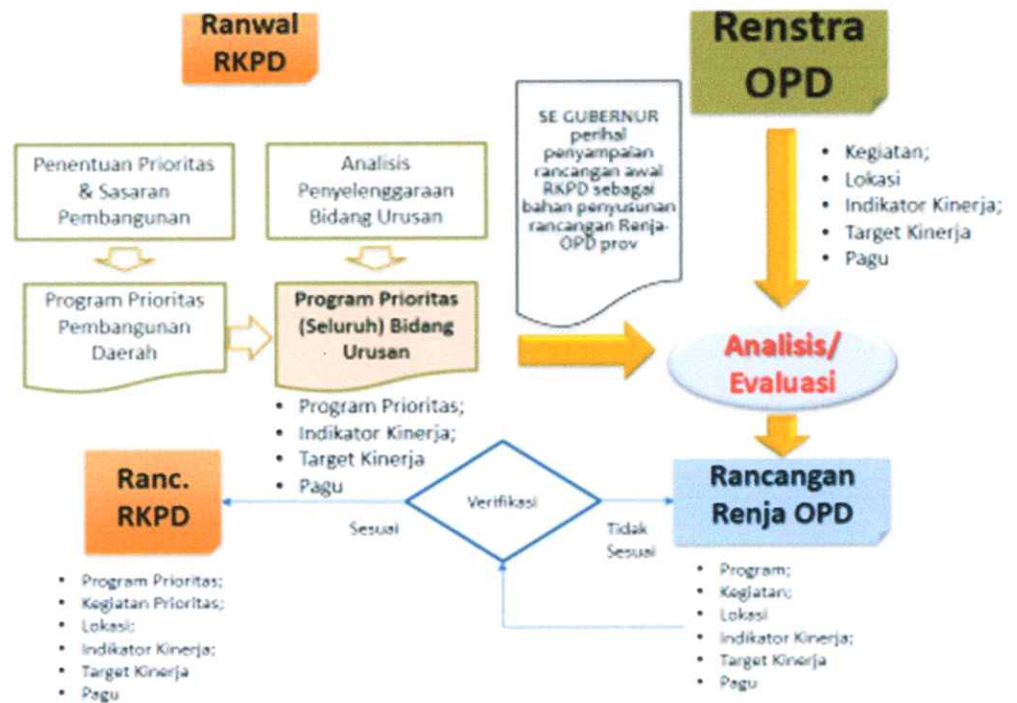 Ranwal
RKPD
Renstra
OPD
Penentuan Prioritas
& Sasaran
Pembangunan
Analisis
Penyelenggaraan
Bidang Urusan
SE GUBERNUR
perihal
penyampaian
rancangan awal
RKPD sebagai
bahan penyusunan
rancangan Renja-
OPD prov
• Kegiatan;
• Lokasi
• Indikator Kinerja;
• Target Kinerja
• Pagu
Program Prioritas
Pembangunan
Daerah
Program Prioritas
(Seluruh) Bidang
Urusan
Analisis/
Evaluasi
• Program Prioritas;
• Indikator Kinerja;
• Target Kinerja
• Pagu
Ranc.
RKPD
Sesuai
Verifikasi
Tidak
Sesuai
Rancangan
Renja OPD
• Program Prioritas;
• Kegiatan Prioritas;
• Lokasi;
• Indikator Kinerja;
• Target Kinerja
• Pagu
• Program;
• Kegiatan;
• Lokasi
• Indikator Kinerja;
• Target Kinerja
• Pagu